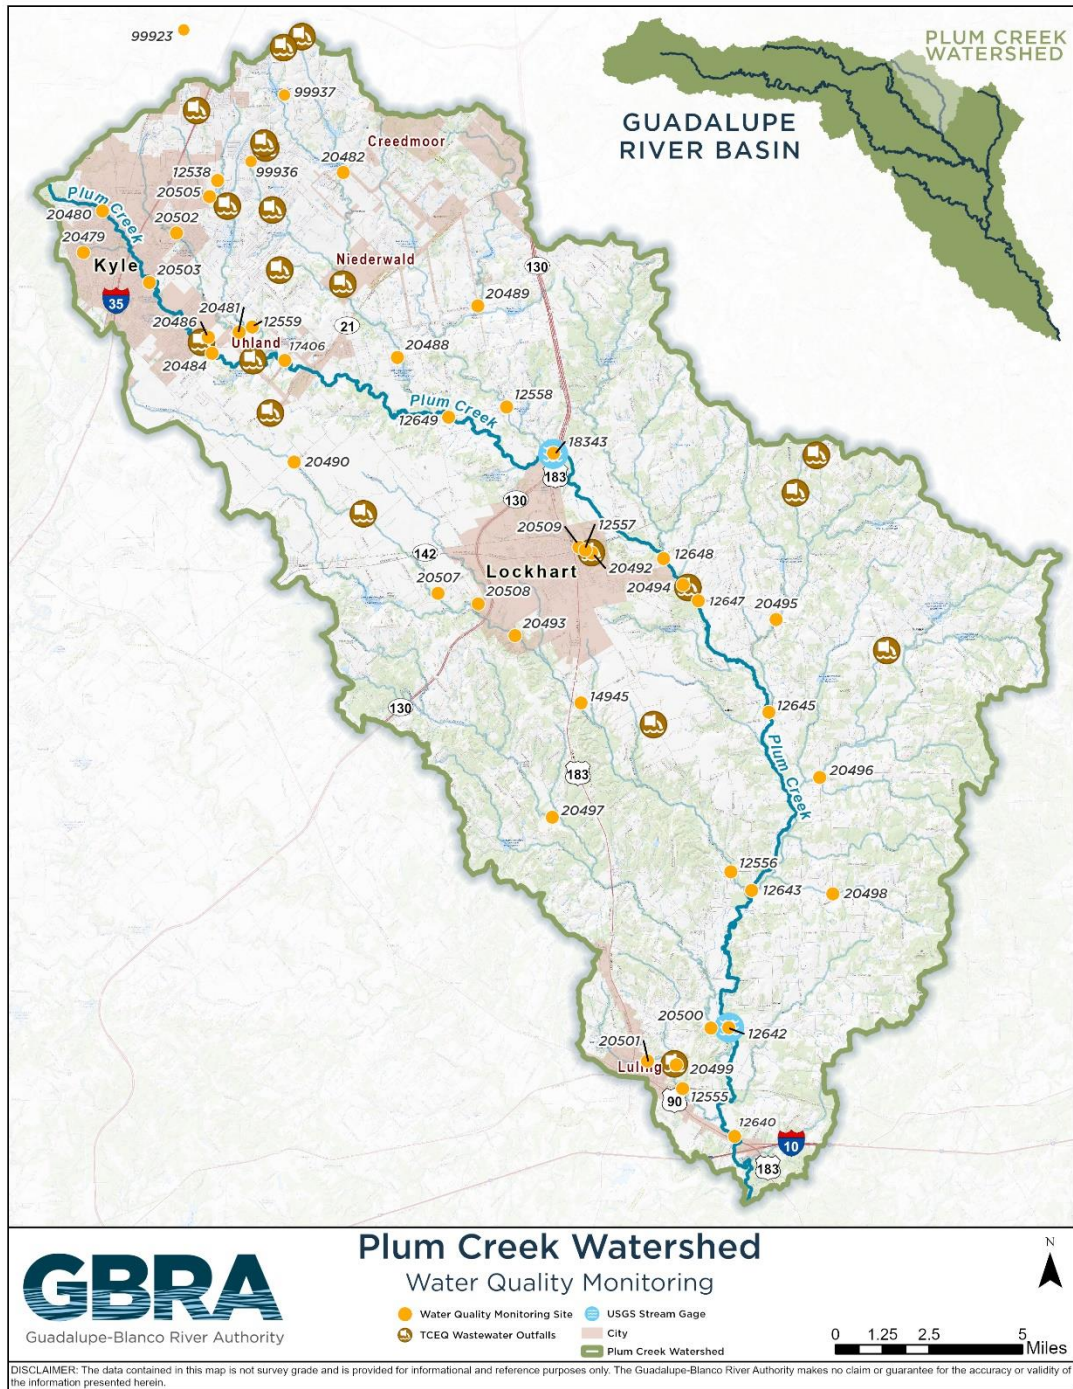 99923
99937
PLUM CREEK
WATERSHED
GUADALUPE
RIVER BASIN
Creedmoor
20482
99936
12538
20505
Plum Creek
20480
20502
20479
Kyle
20503
Niederwald
130
35
20481
20486
12559
20489
21
Uhland
20484
17406
20488
Plum Creek
12558
12649
18343
183
20490
130
20509
12557
142
Lockhart
20492
12648
20494
12647
20507
20508
20495
20493
14945
130
12645
Plum Creek
183
20496
20497
12556
12643
20498
20500
12642
20501
Luling
20499
12555
90
12640
10
183
GBRA
Guadalupe-Blanco River Authority
Plum Creek Watershed
Water Quality Monitoring
Water Quality Monitoring Site
USGS Stream Gage
TCEQ Wastewater Outfalls
City
Plum Creek Watershed
N
0 1.25 2.5 5
Miles
DISCLAIMER: The data contained in this map is not survey grade and is provided for informational and reference purposes only. The Guadalupe-Blanco River Authority makes no claim or guarantee for the accuracy or validity of
the information presented herein.